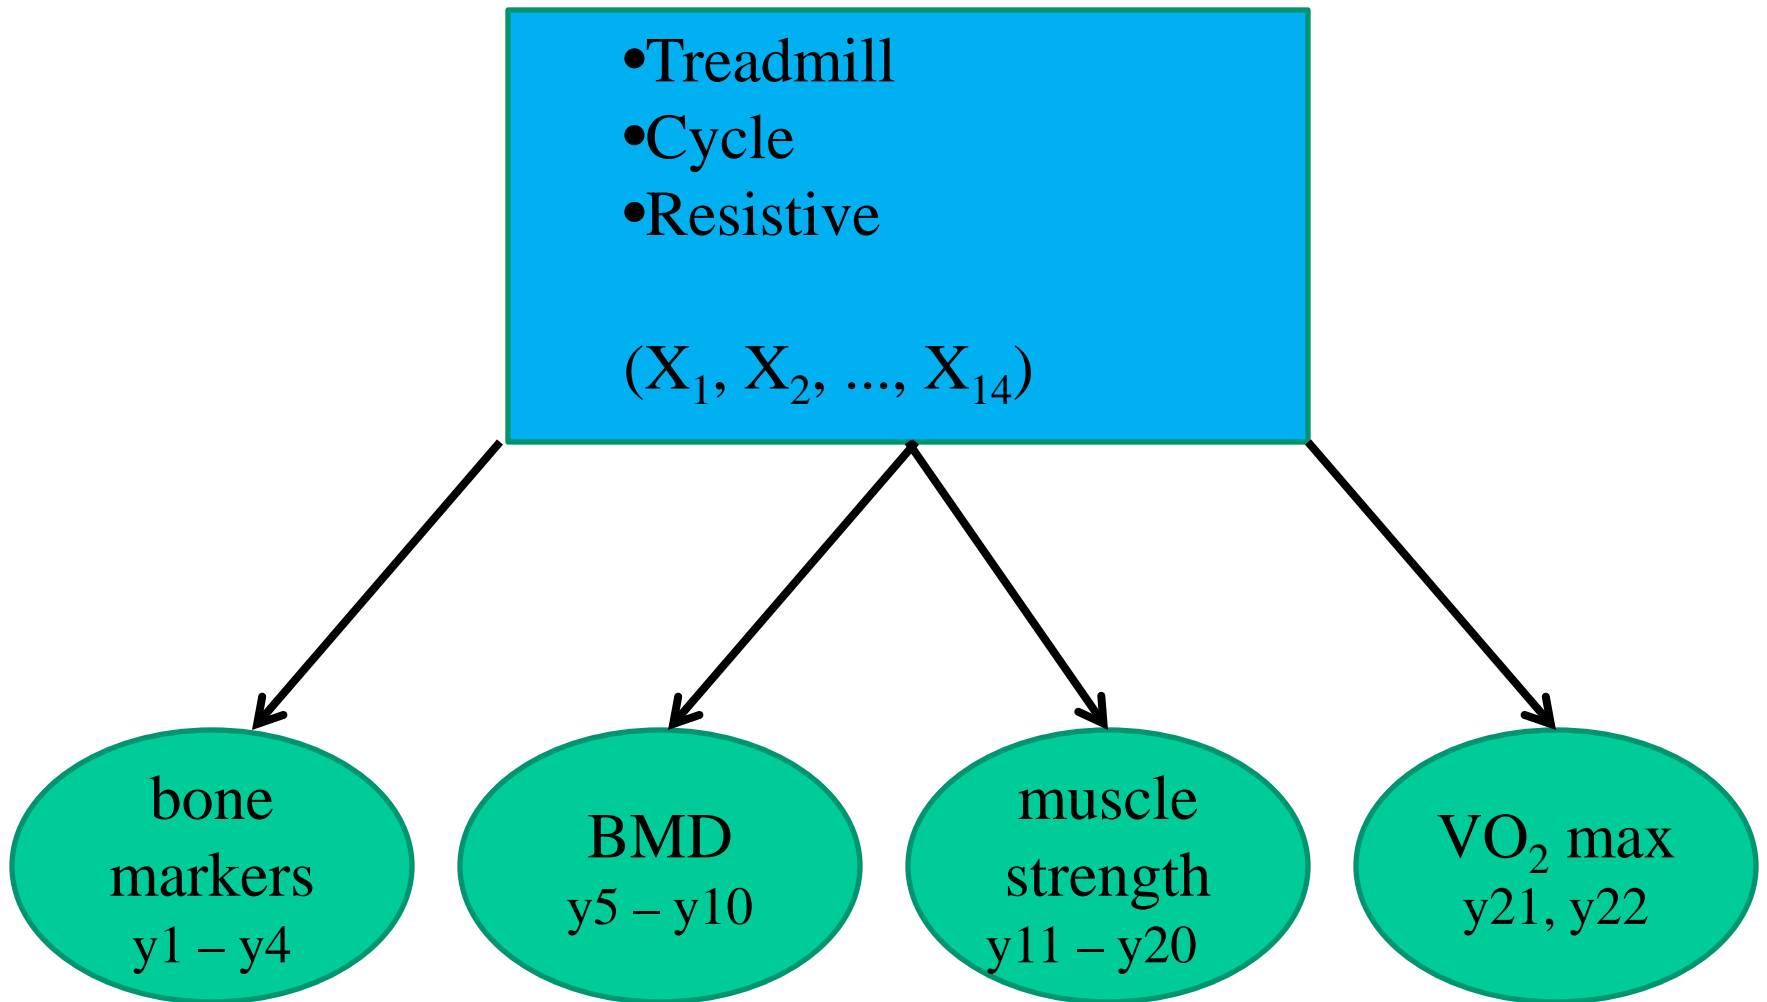 •Treadmill
•Cycle
•Resistive
(X₁, X₂, ..., X₁₄)
bone
markers
y1 – y4
BMD
y5 – y10
muscle
strength
y11 – y20
VO₂ max
y21, y22